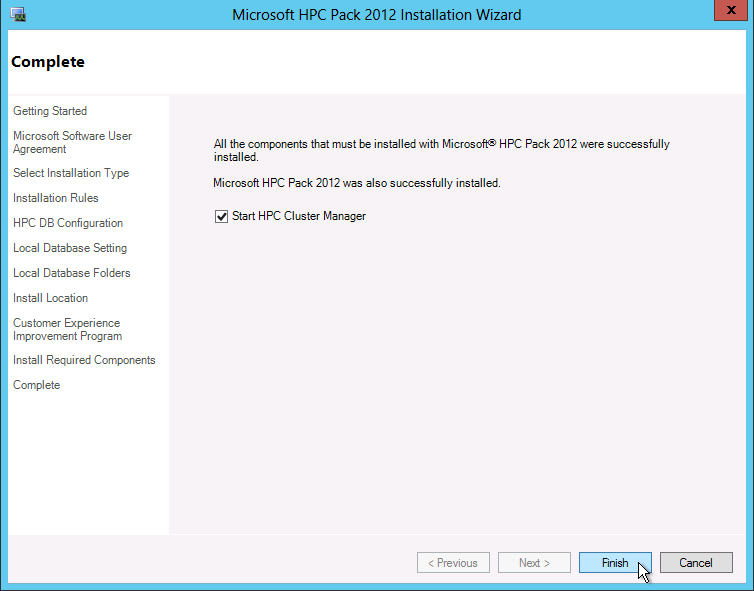 Microsoft HPC Pack 2012 Installation Wizard
x
Complete
Getting Started
Microsoft Software User
Agreement
Select Installation Type
Installation Rules
HPC DB Configuration
Local Database Setting
Local Database Folders
Install Location
Customer Experience
Improvement Program
Install Required Components
Complete
All the components that must be installed with Microsoft® HPC Pack 2012 were successfully
installed.
Microsoft HPC Pack 2012 was also successfully installed.
Start HPC Cluster Manager
< Previous
Next >
Finish
Cancel